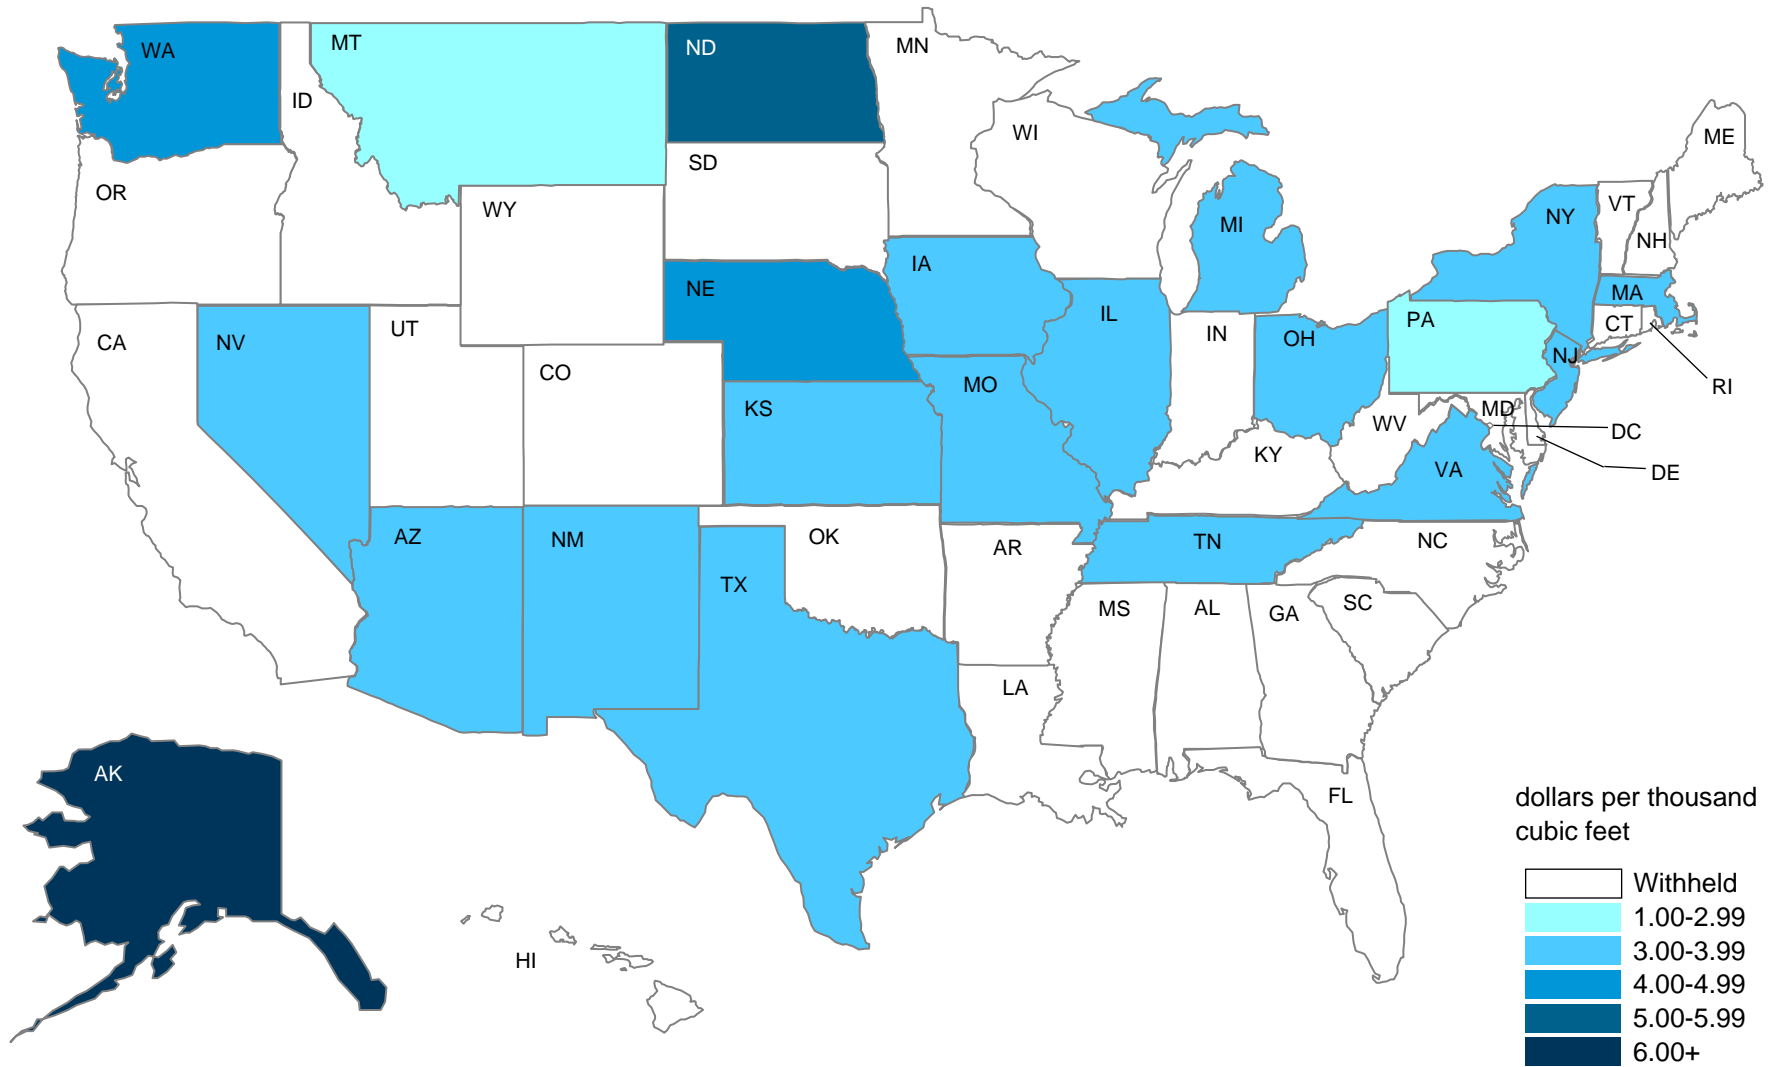 WA
MT
ND
MN
ID
OR
SD
WY
WI
ME
VT
NY
NH
MI
IA
NE
IL
MA
CT
PA
IN
OH
NJ
RI
CA
NV
UT
CO
MO
KS
MD
WV
DC
KY
VA
DE
AZ
NM
OK
AR
TN
NC
TX
MS
AL
GA
SC
LA
FL
AK
HI
dollars per thousand
cubic feet
Withheld
1.00-2.99
3.00-3.99
4.00-4.99
5.00-5.99
6.00+